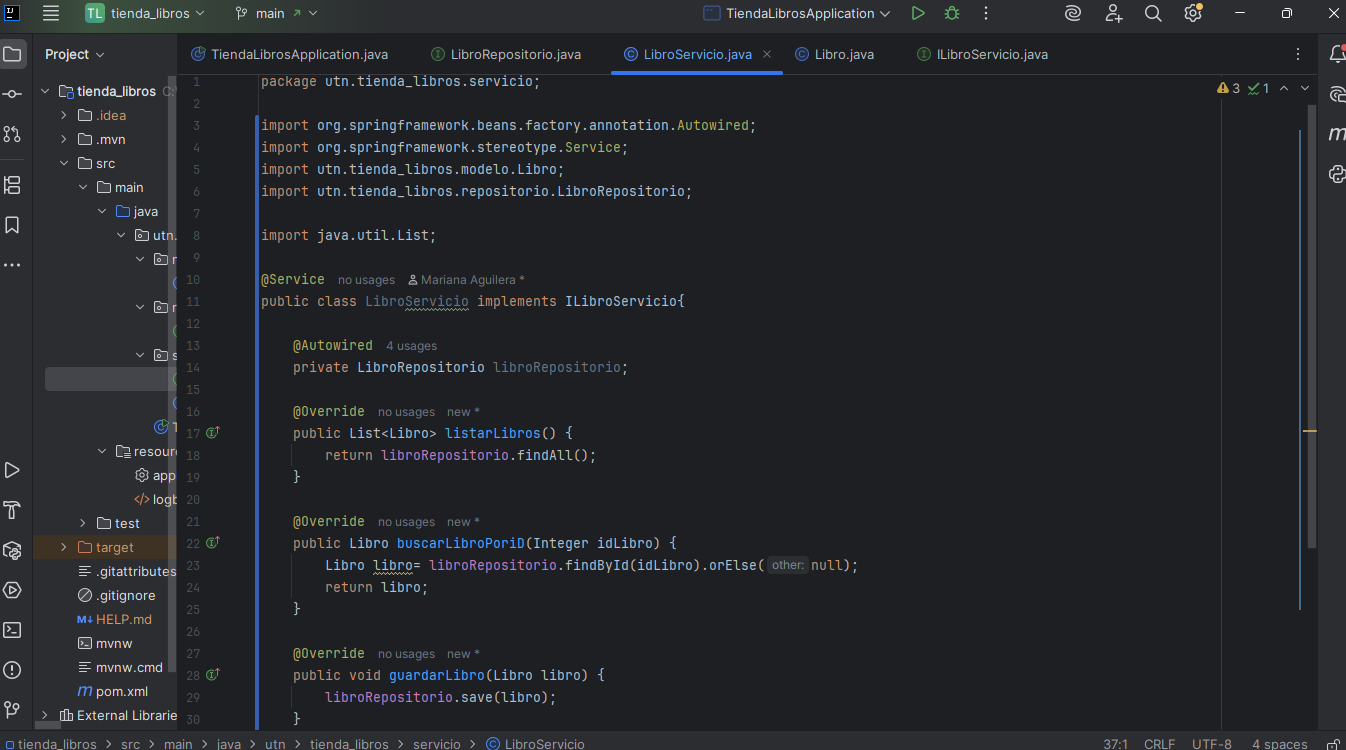 TL tienda_libros main TiendaLibrosApplication
Project
TiendaLibrosApplication.java LibroRepositorio.java LibroServicio.java Libro.java ILibroServicio.java
tienda_libros
.idea
.mvn
src
main
java
utn.
resour
app
logb
test
target
.gitattributes
.gitignore
M↓ HELP.md
mvnw
mvnw.cmd
m pom.xml
External Librarie
3 1
1 package utn.tienda_libros.servicio;
2
3 import org.springframework.beans.factory.annotation.Autowired;
4 import org.springframework.stereotype.Service;
5 import utn.tienda_libros.modelo.Libro;
6 import utn.tienda_libros.repositorio.LibroRepositorio;
7
8 import java.util.List;
9
10 @Service no usages Mariana Aguilera *
11 public class LibroServicio implements ILibroServicio{
12
13 @Autowired 4 usages
14 private LibroRepositorio libroRepositorio;
15
16 @Override no usages new *
17 public List<Libro> listarLibros() {
18 return libroRepositorio.findAll();
19 }
20
21 @Override no usages new *
22 public Libro buscarLibroPoriD(Integer idLibro) {
23 Libro libro= libroRepositorio.findById(idLibro).orElse( other: null);
24 return libro;
25 }
26
27 @Override no usages new *
28 public void guardarLibro(Libro libro) {
29 libroRepositorio.save(libro);
30 }
tienda_libros > src > main > java > utn > tienda_libros > servicio > LibroServicio 37:1 CRLF UTF-8 4 spaces